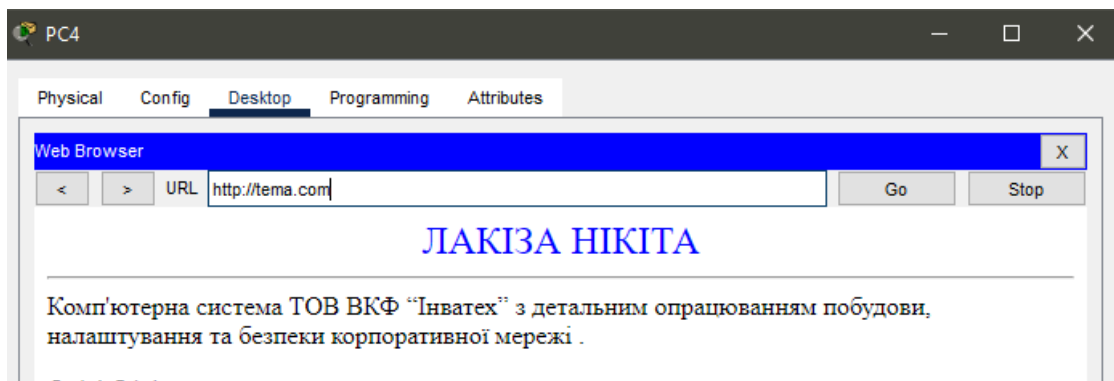 PC4
Physical Config Desktop Programming Attributes
Web Browser
X
< > URL http://tema.com Go Stop
ЛАКІЗА НІКІТА
Комп'ютерна система ТОВ ВКФ “Інватех” з детальним опрацюванням побудови,
налаштування та безпеки корпоративної мережі .